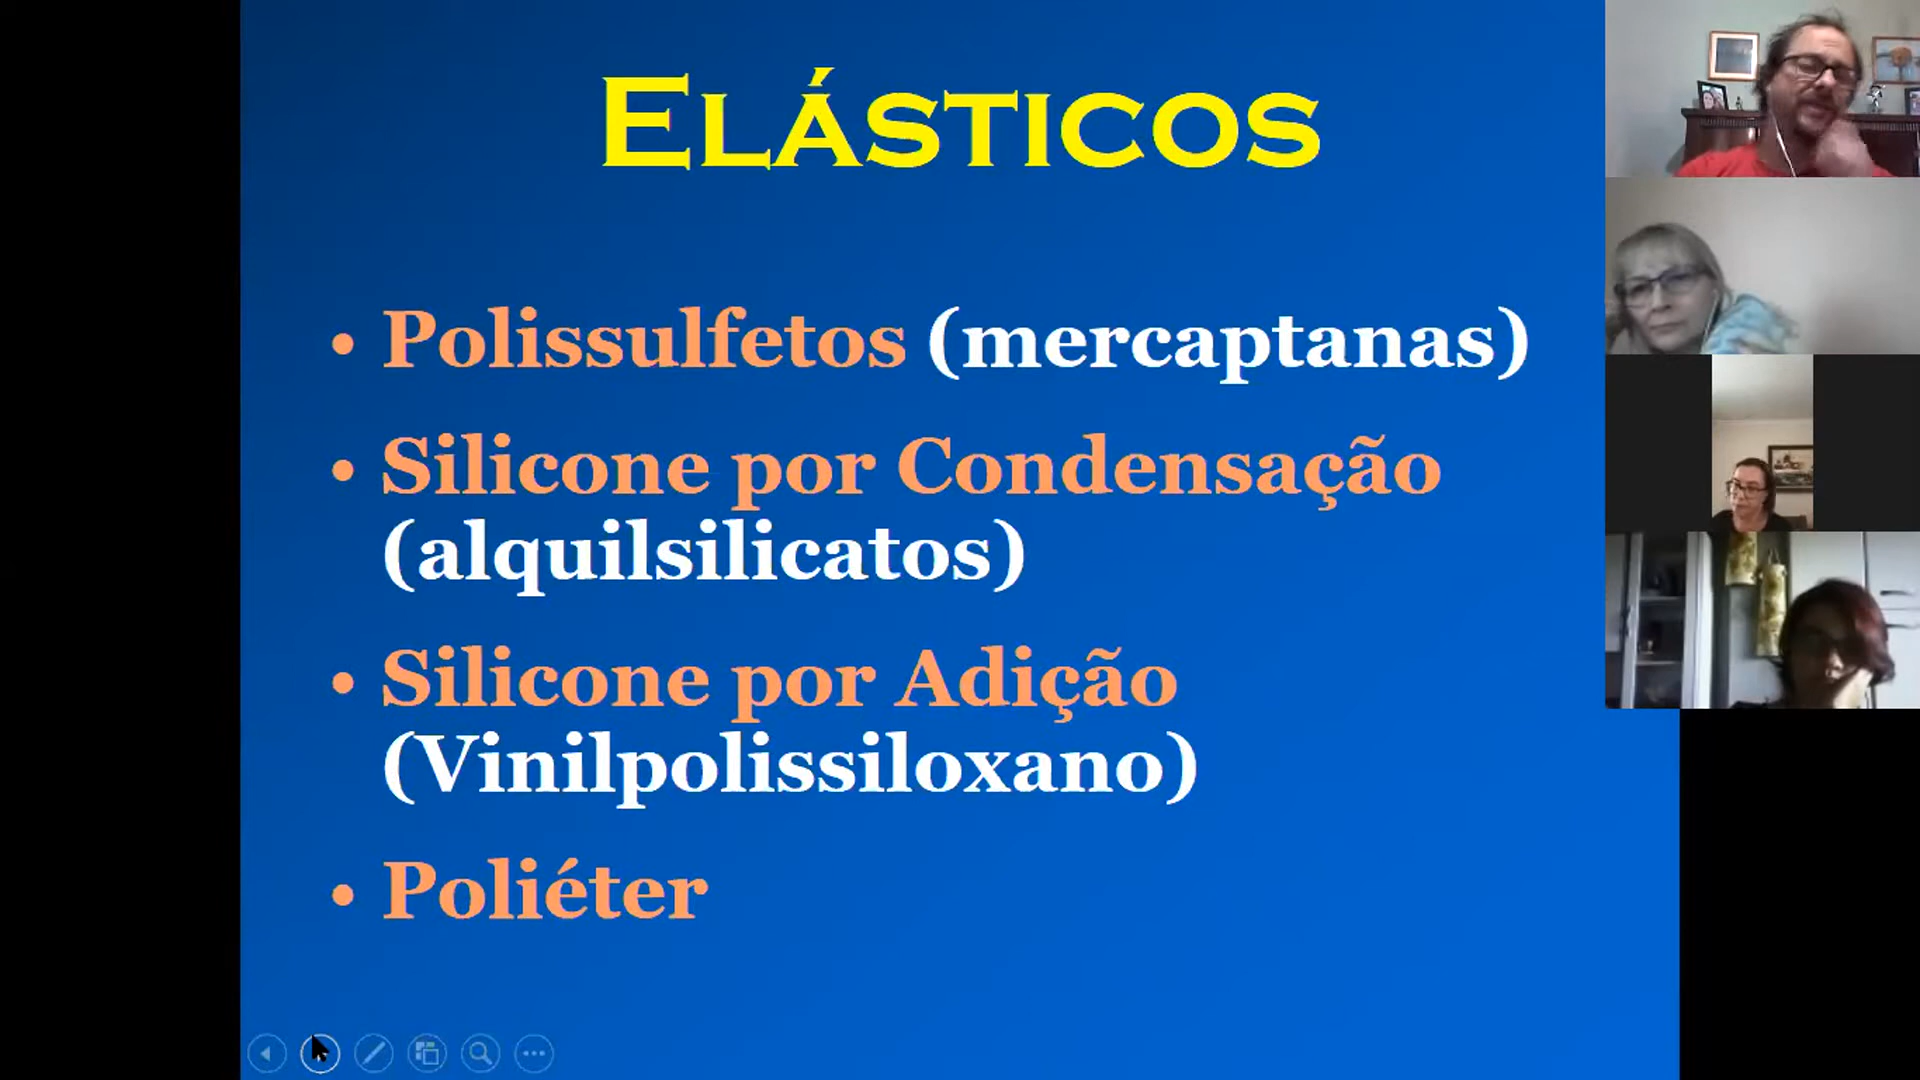 ELÁSTICOS
• Polissulfetos (mercaptanas)
• Silicone por Condensação
(alquilsilicatos)
• Silicone por Adição
(Vinilpolissiloxano)
• Poliéter